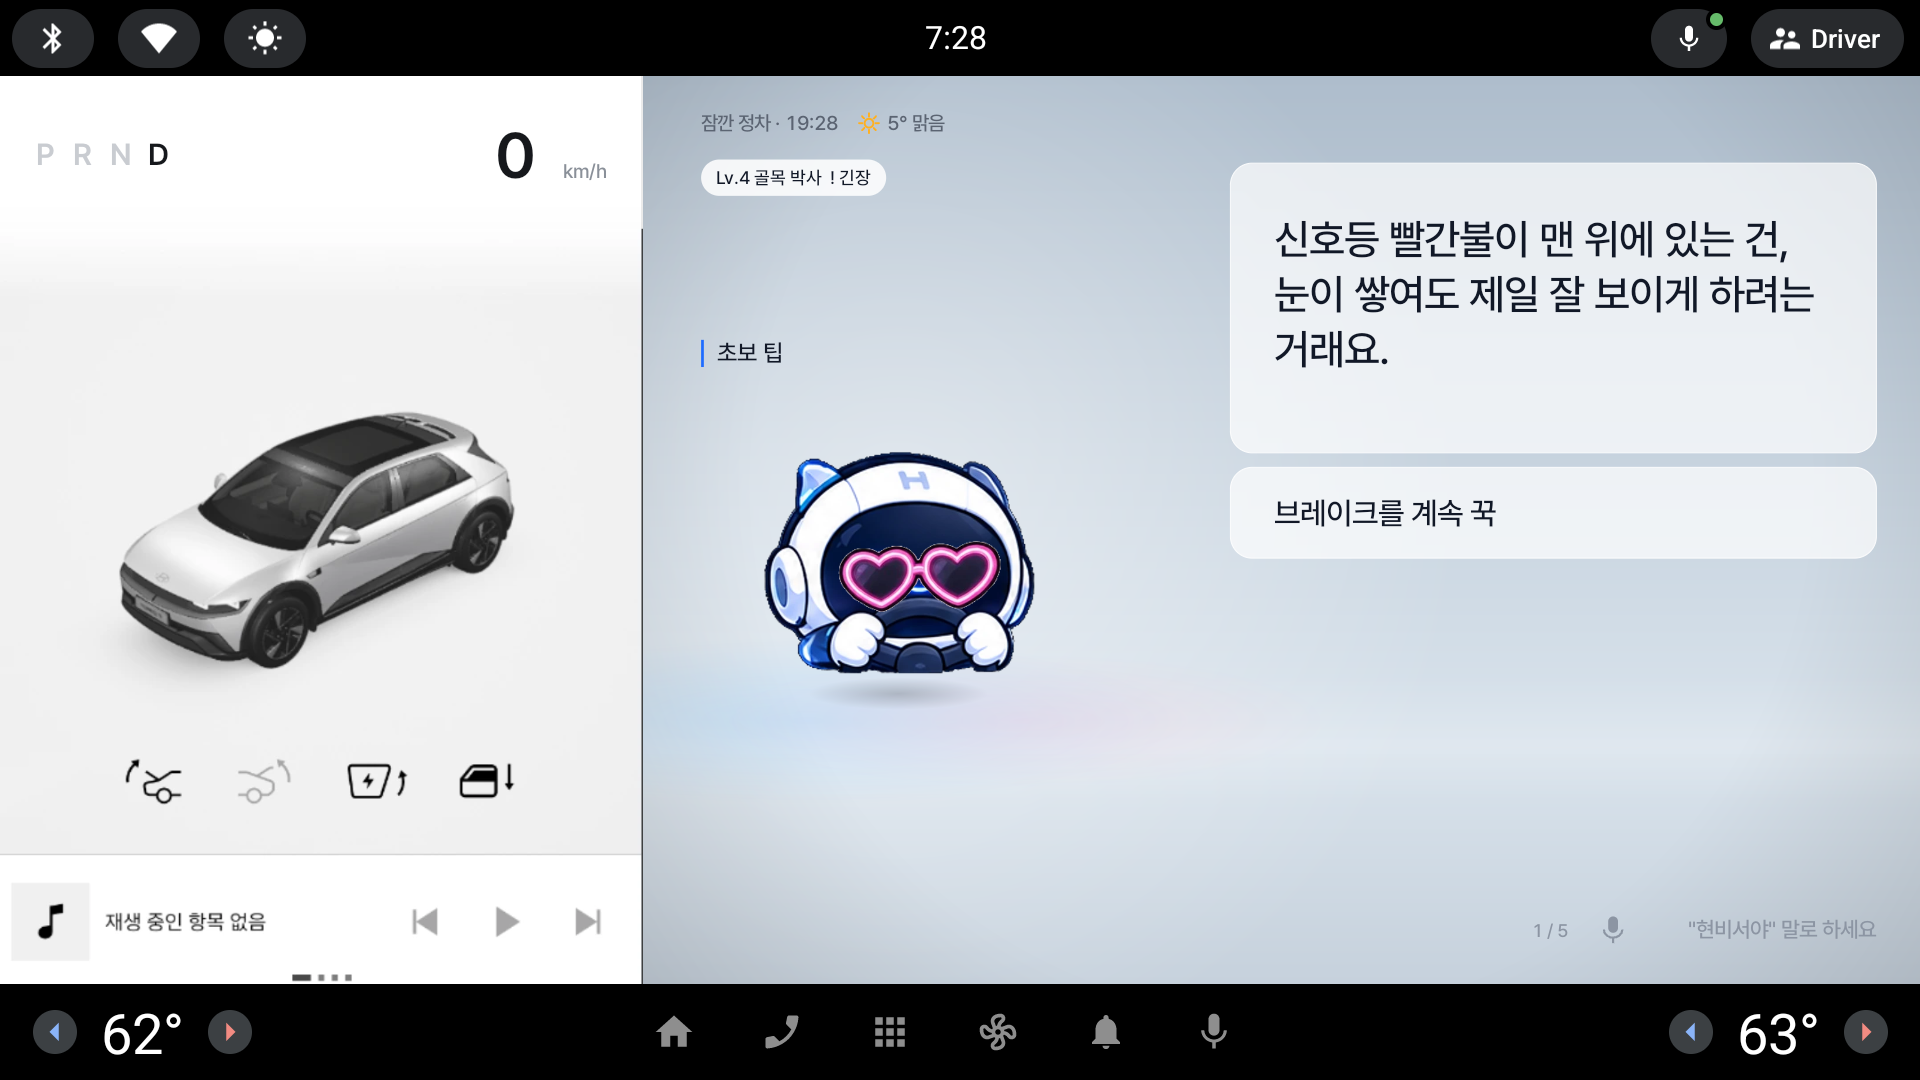 7:28
Driver
P R N D
0 km/h
잠깐 정차 · 19:28 5° 맑음
Lv.4 골목 박사 ! 긴장
초보 팁
신호등 빨간불이 맨 위에 있는 건,
눈이 쌓여도 제일 잘 보이게 하려는
거래요.
브레이크를 계속 꾹
H
재생 중인 항목 없음
1 / 5
"현비서야" 말로 하세요
62°
63°